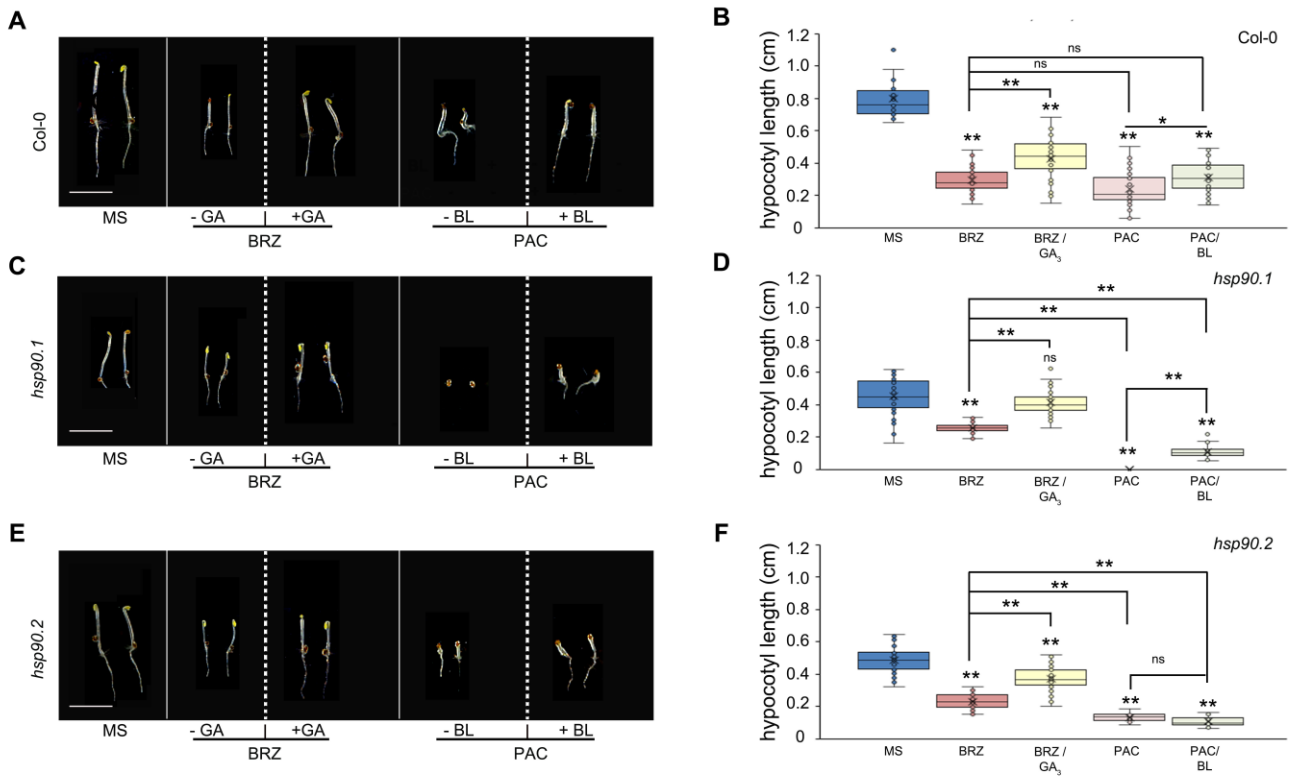 A
Col-0
MS
- GA
+GA
BRZ
- BL
+ BL
PAC
B
Col-0
hypocotyl length (cm)
1.2
1.0
0.8
0.6
0.4
0.2
0
ns
ns
**
**
**
**
*
**
MS
BRZ
BRZ /
GA₃
PAC
PAC/
BL
C
hsp90.1
MS
- GA
+GA
BRZ
- BL
+ BL
PAC
D
hsp90.1
hypocotyl length (cm)
1.2
1.0
0.8
0.6
0.4
0.2
0
**
**
**
ns
**
**
**
**
MS
BRZ
BRZ /
GA₃
PAC
PAC/
BL
E
hsp90.2
MS
- GA
+GA
BRZ
- BL
+ BL
PAC
F
hsp90.2
hypocotyl length (cm)
1.2
1.0
0.8
0.6
0.4
0.2
0
**
**
**
**
ns
**
**
**
MS
BRZ
BRZ /
GA₃
PAC
PAC/
BL